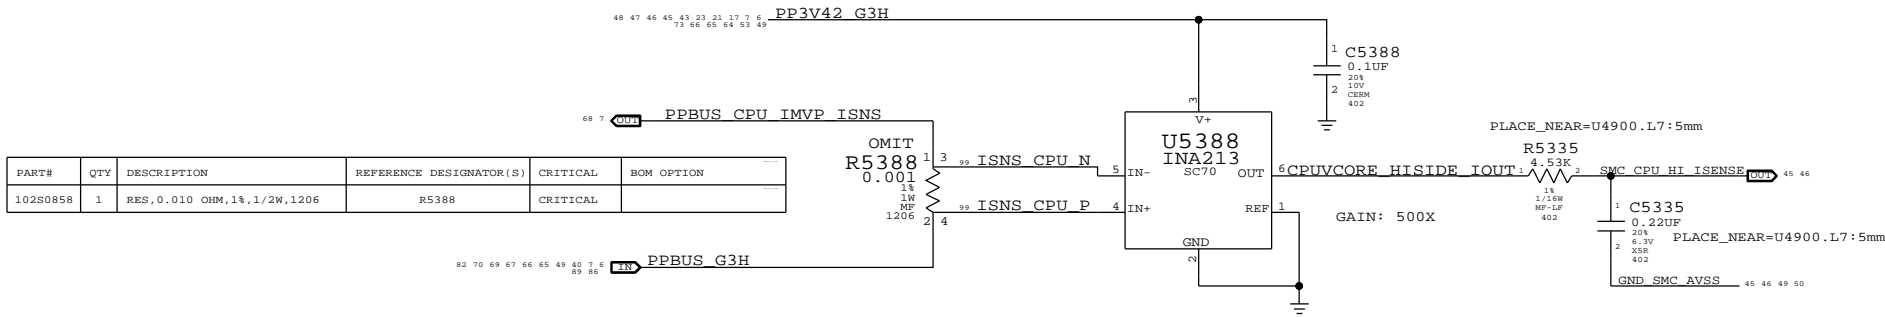 48 47 46 45 43 23 21 17 7 6
73 66 65 64 53 49
PP3V42_G3H
1
C5388
0.1UF
20%
10V
CERM
402
2
68 7
OUT
PPBUS_CPU_IMVP_ISNS
3
V+
U5388
INA213
SC70
PLACE_NEAR=U4900.L7:5mm
OMIT
R5388
0.001
1%
1W
MF
1206
1 3
2 4
99 ISNS_CPU_N
5
IN-
OUT
6
CPUVCORE_HISIDE_IOUT
R5335
4.53K
1 2
1%
1/16W
MF-LF
402
SMC_CPU_HI_ISENSE
OUT
45 46
PART# QTY DESCRIPTION REFERENCE DESIGNATOR(S) CRITICAL BOM OPTION
102S0858 1 RES,0.010 OHM,1%,1/2W,1206 R5388 CRITICAL
99 ISNS_CPU_P
4
IN+
REF
1
GAIN: 500X
1
C5335
0.22UF
20%
6.3V
X5R
402
2
PLACE_NEAR=U4900.L7:5mm
GND
2
82 70 69 67 66 65 49 40 7 6
89 86
IN
PPBUS_G3H
GND_SMC_AVSS
45 46 49 50